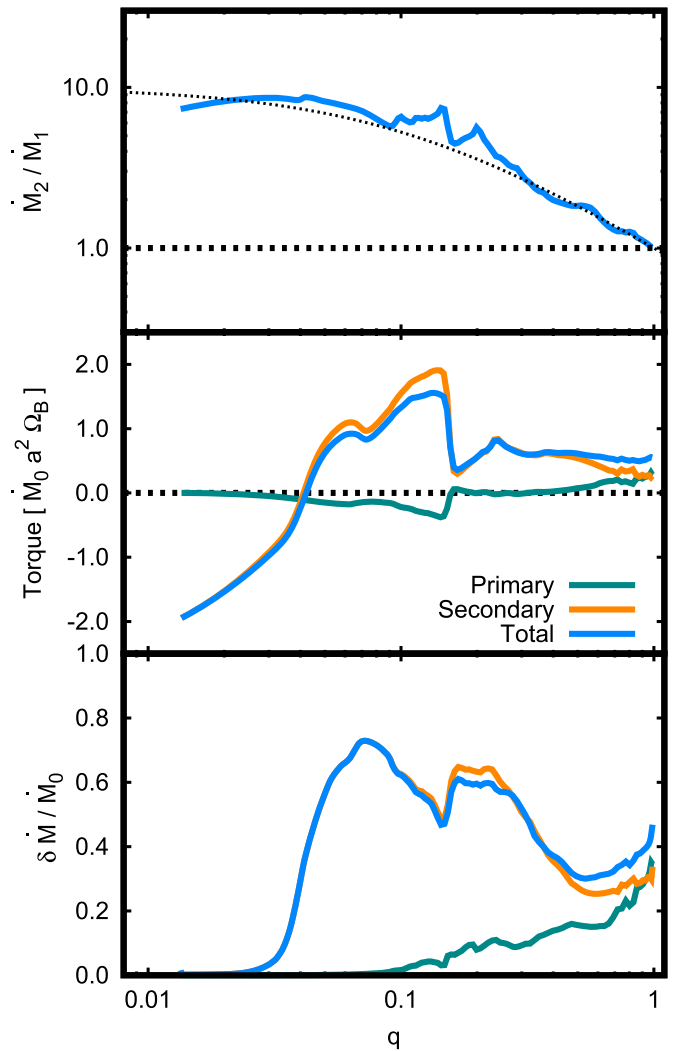 10.0
1.0
Ṁ₂ / Ṁ₁
2.0
1.0
0.0
-1.0
-2.0
Torque [ Ṁ₀ a² Ω_B ]
Primary
Secondary
Total
1.0
0.8
0.6
0.4
0.2
0.0
δ Ṁ / Ṁ₀
0.01
0.1
1
q